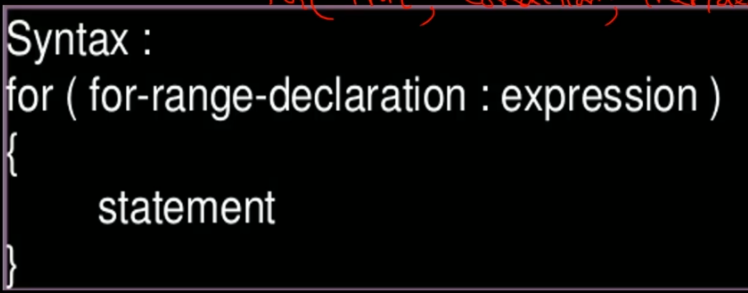 Syntax :
for ( for-range-declaration : expression )
{
statement
}